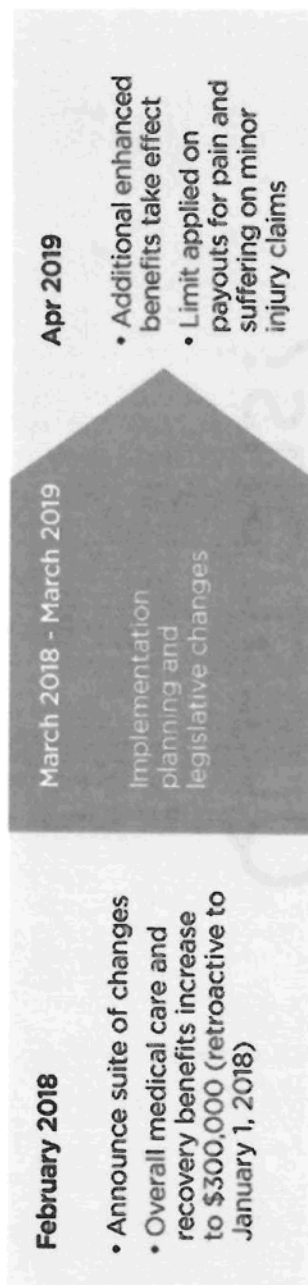 February 2018
• Announce suite of changes
• Overall medical care and
recovery benefits increase
to $300,000 (retroactive to
January 1, 2018)
March 2018 - March 2019
Implementation
planning and
legislative changes
Apr 2019
• Additional enhanced
benefits take effect
• Limit applied on
payouts for pain and
suffering on minor
injury claims